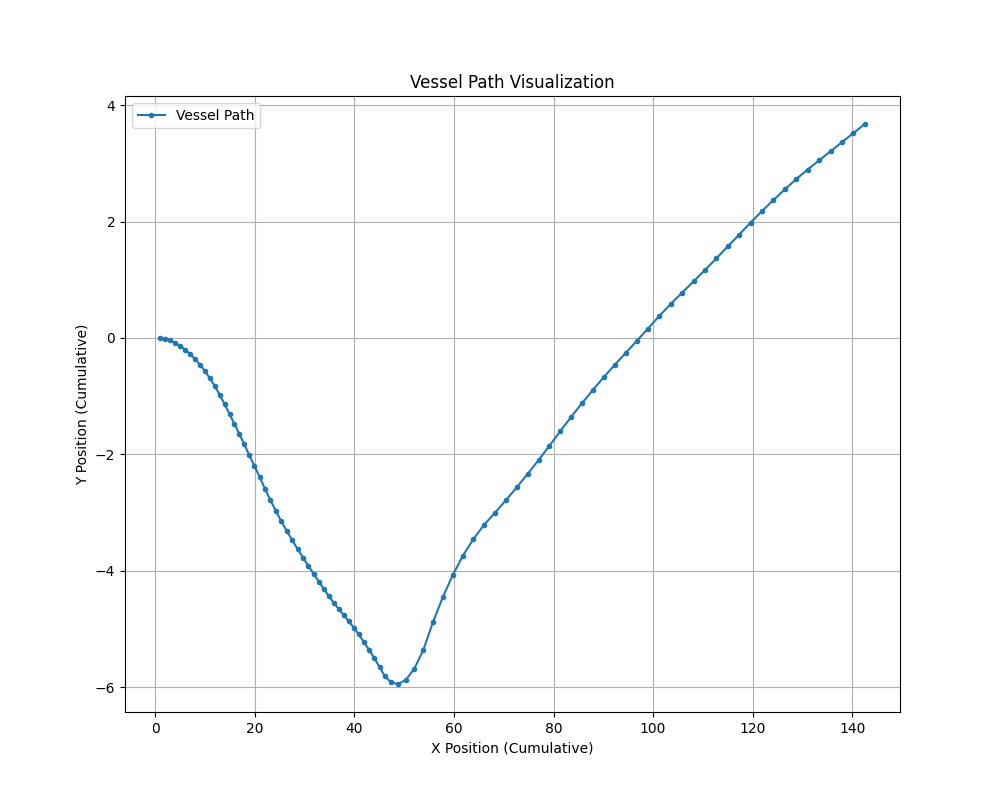 Vessel Path Visualization
Vessel Path
Y Position (Cumulative)
4
2
0
−2
−4
−6
0 20 40 60 80 100 120 140
X Position (Cumulative)